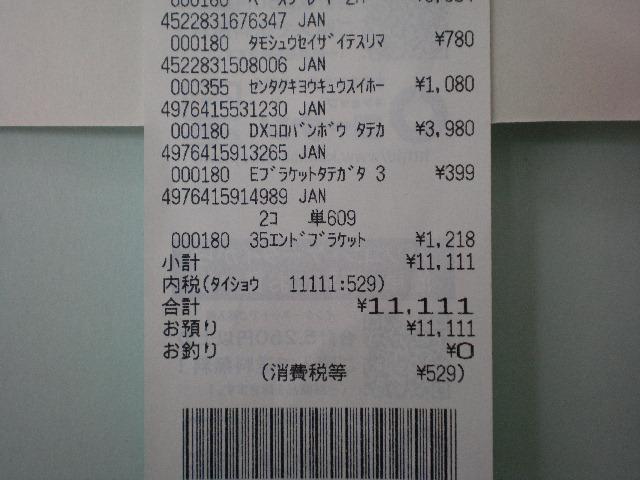 4522831676347 JAN
000180 ﾀﾓｼｭｳｾｲｻﾞｲﾃｽﾘﾏ ¥780
4522831508006 JAN
000355 ｾﾝﾀｸｷﾖｳｷｭｳｽｲﾎｰ ¥1,080
4976415531230 JAN
000180 DXｺﾛﾊﾞﾝﾎﾞｳ ﾀﾃｶ ¥3,980
4976415913265 JAN
000180 Eﾌﾞﾗｹｯﾄﾀﾃｶﾞﾀ 3 ¥399
4976415914989 JAN
2ｺ 単609
000180 35ｴﾝﾄﾞﾌﾞﾗｹｯﾄ ¥1,218
小計 ¥11,111
内税(ﾀｲｼｮｳ 11111:529)
合計 ¥11,111
お預り ¥11,111
お釣り ¥0
(消費税等 ¥529)